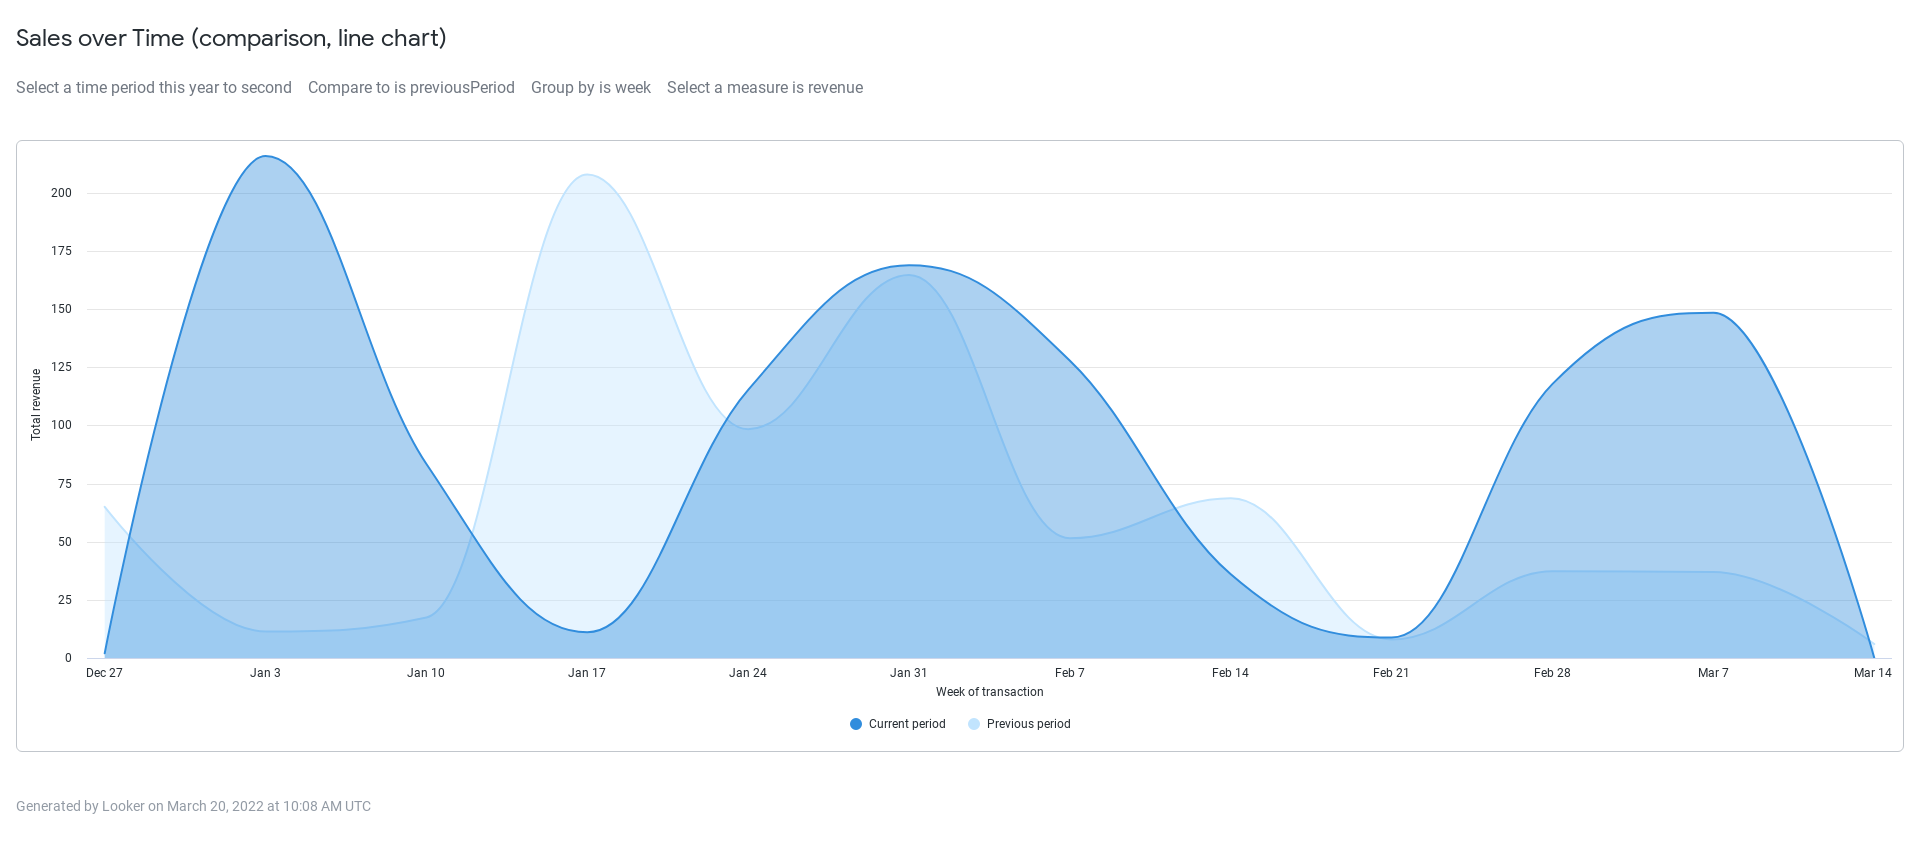 Sales over Time (comparison, line chart)
Select a time period this year to second Compare to is previousPeriod Group by is week Select a measure is revenue
200
175
150
125
100
75
50
25
0
Total revenue
Dec 27 Jan 3 Jan 10 Jan 17 Jan 24 Jan 31 Feb 7 Feb 14 Feb 21 Feb 28 Mar 7 Mar 14
Week of transaction
Current period Previous period
Generated by Looker on March 20, 2022 at 10:08 AM UTC